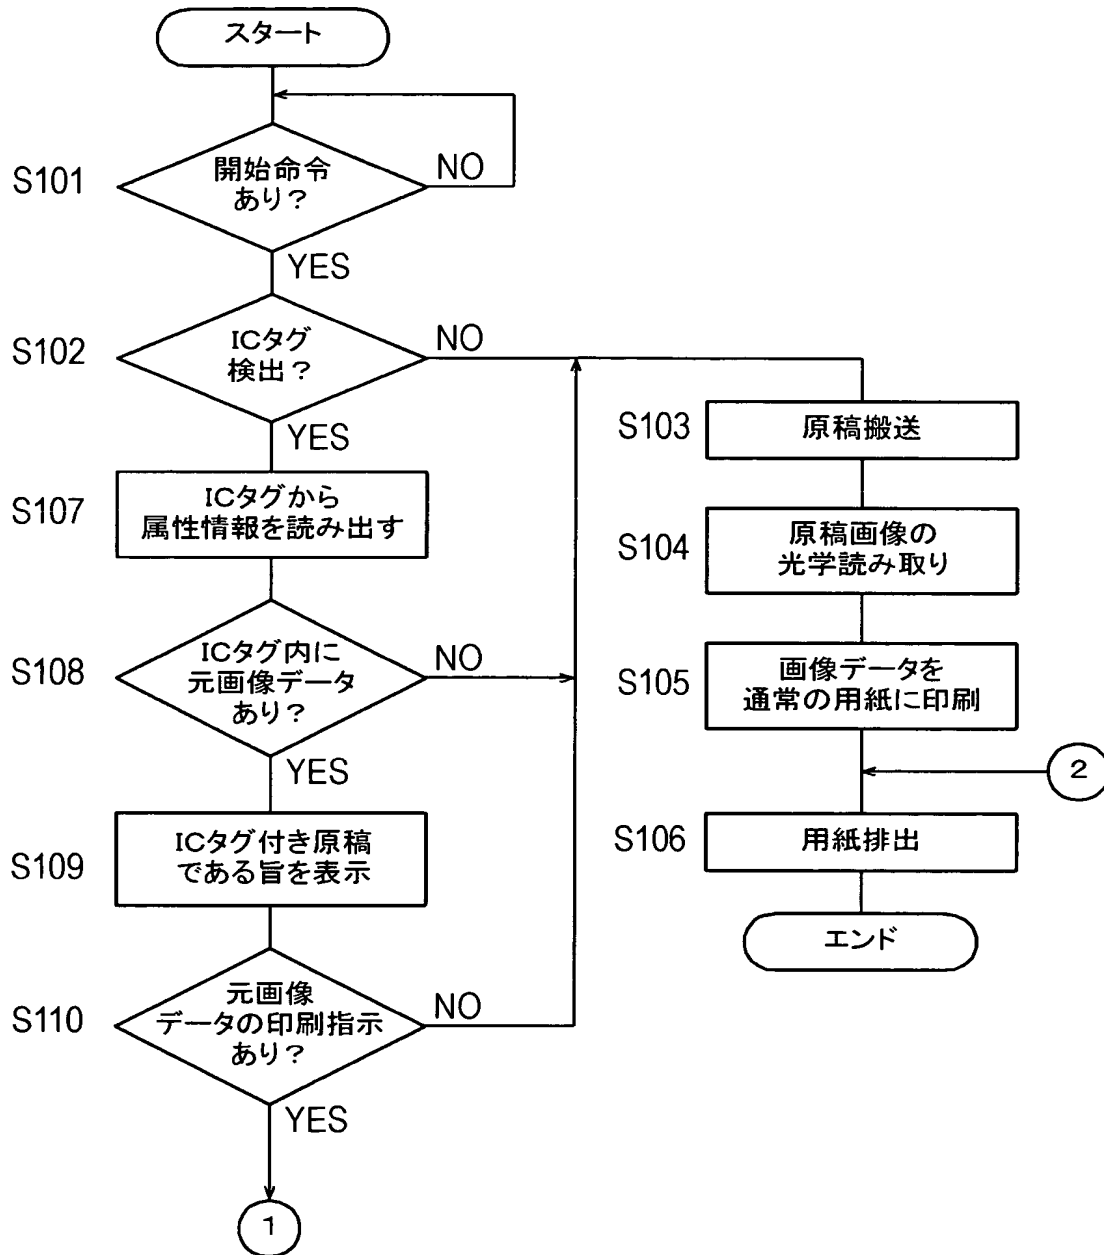 スタート
S101
開始命令
あり?
NO
YES
S102
ICタグ
検出?
NO
YES
S107
ICタグから
属性情報を読み出す
S108
ICタグ内に
元画像データ
あり?
NO
YES
S109
ICタグ付き原稿
である旨を表示
S110
元画像
データの印刷指示
あり?
NO
YES
1
S103
原稿搬送
S104
原稿画像の
光学読み取り
S105
画像データを
通常の用紙に印刷
2
S106
用紙排出
エンド